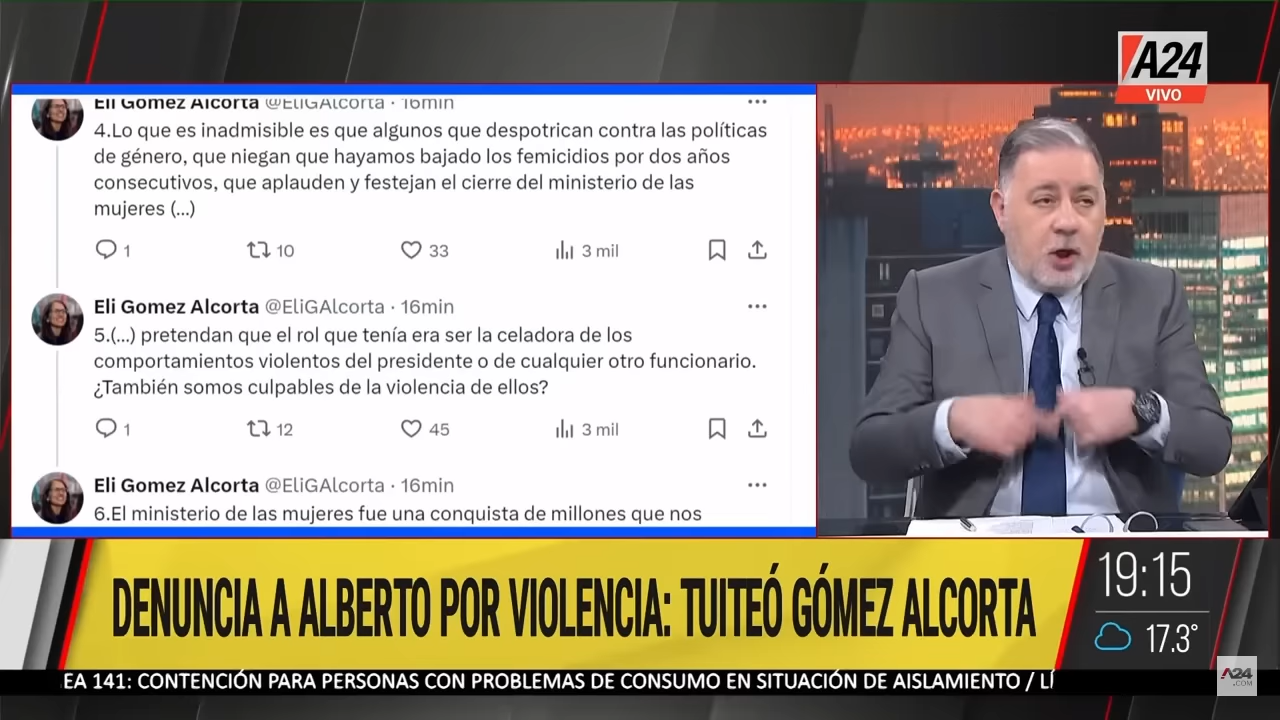 A24
VIVO
Eli Gomez Alcorta @EliGAlcorta · 16min
4.Lo que es inadmisible es que algunos que despotrican contra las políticas
de género, que niegan que hayamos bajado los femicidios por dos años
consecutivos, que aplauden y festejan el cierre del ministerio de las
mujeres (...)
1 10 33 3 mil
Eli Gomez Alcorta @EliGAlcorta · 16min
5.(...) pretendan que el rol que tenía era ser la celadora de los
comportamientos violentos del presidente o de cualquier otro funcionario.
¿También somos culpables de la violencia de ellos?
1 12 45 3 mil
Eli Gomez Alcorta @EliGAlcorta · 16min
6.El ministerio de las mujeres fue una conquista de millones que nos
DENUNCIA A ALBERTO POR VIOLENCIA: TUITEÓ GÓMEZ ALCORTA
19:15
17.3°
EA 141: CONTENCIÓN PARA PERSONAS CON PROBLEMAS DE CONSUMO EN SITUACIÓN DE AISLAMIENTO / LÍ
A24
.COM